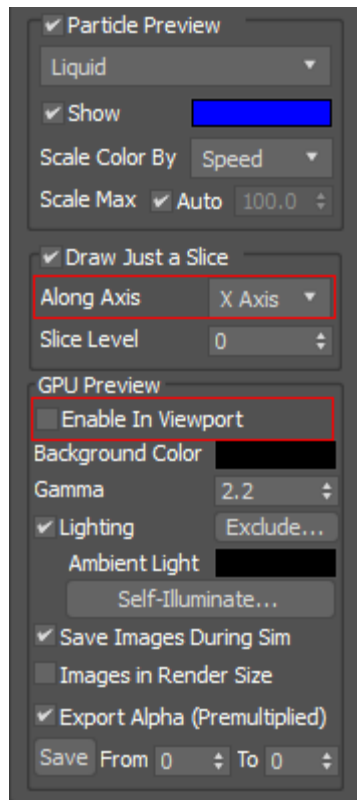 Particle Preview
Liquid
Show
Scale Color By Speed
Scale Max Auto 100.0
Draw Just a Slice
Along Axis X Axis
Slice Level 0
GPU Preview
Enable In Viewport
Background Color
Gamma 2.2
Lighting Exclude...
Ambient Light
Self-Illuminate...
Save Images During Sim
Images in Render Size
Export Alpha (Premultiplied)
Save From 0 To 0